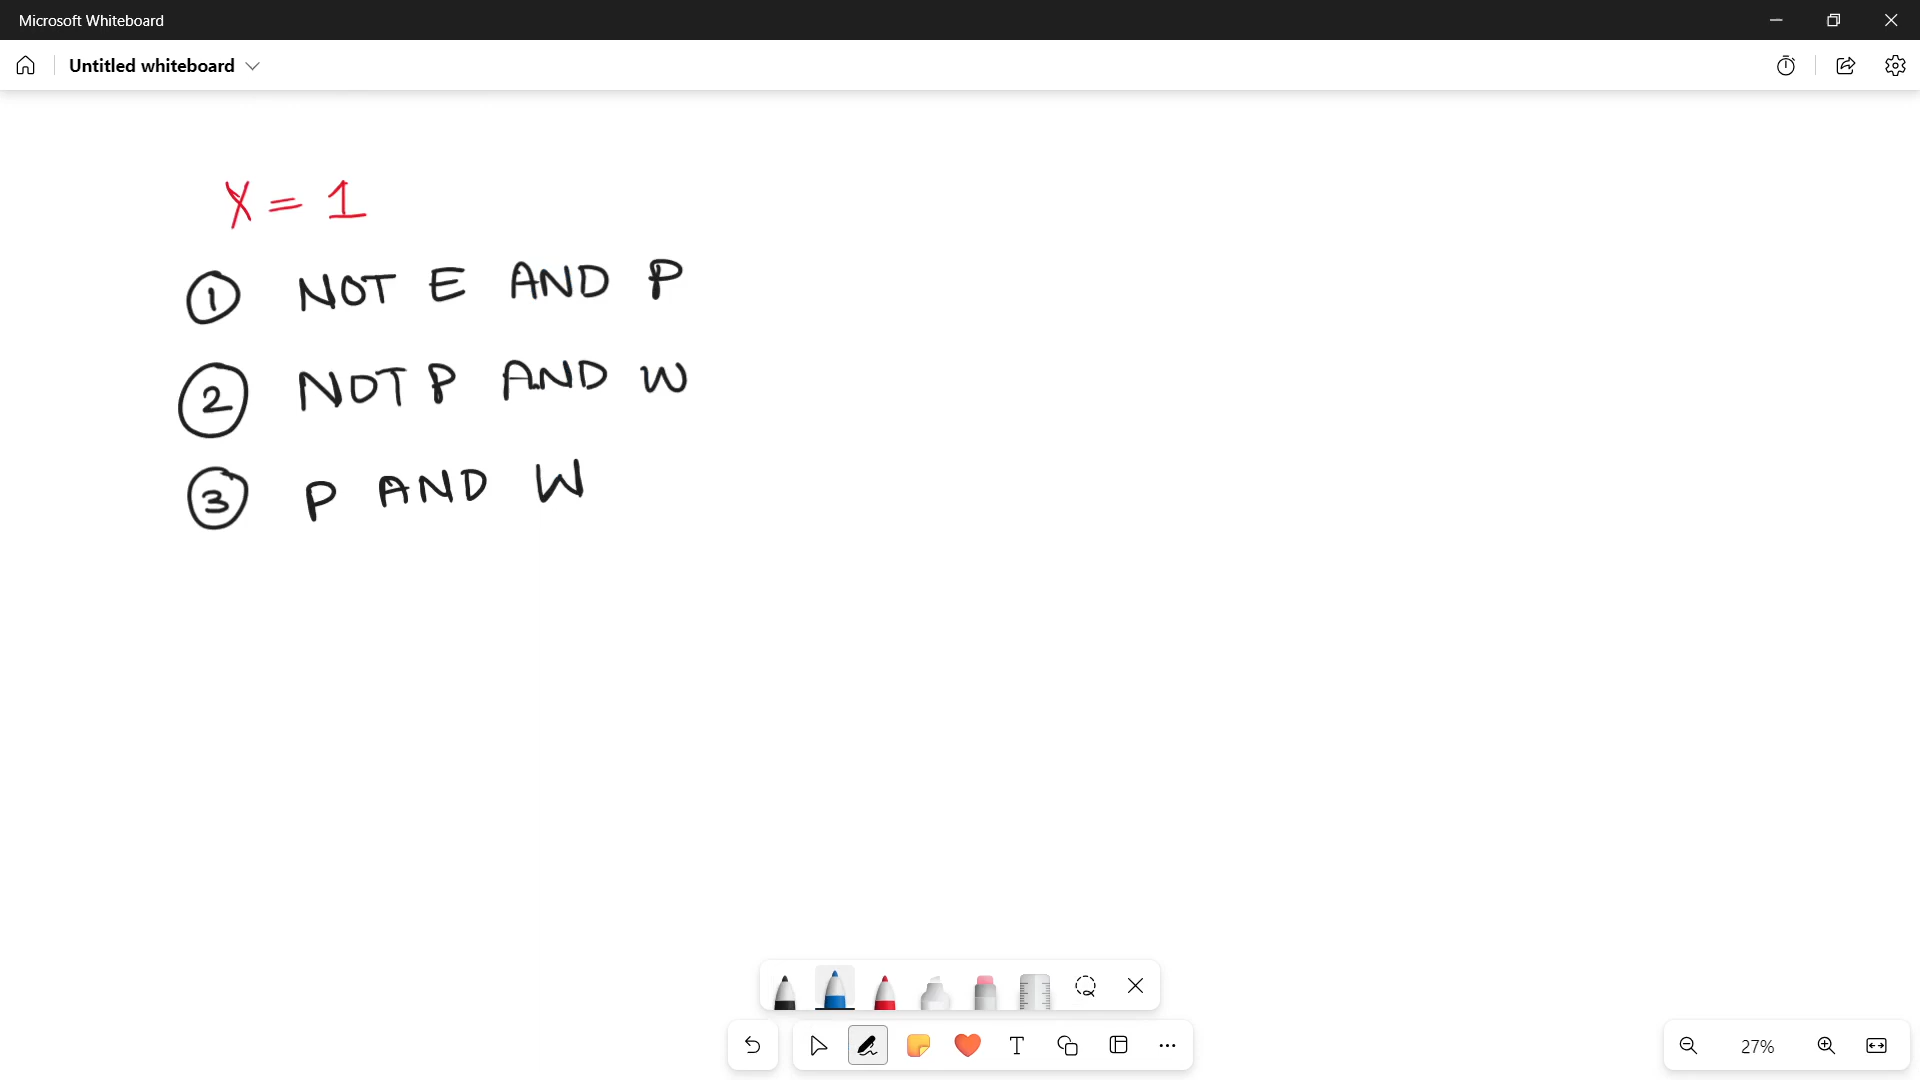 Microsoft Whiteboard
Untitled whiteboard
X = 1
① NOT E AND P
② NOT P AND W
③ P AND W
27%